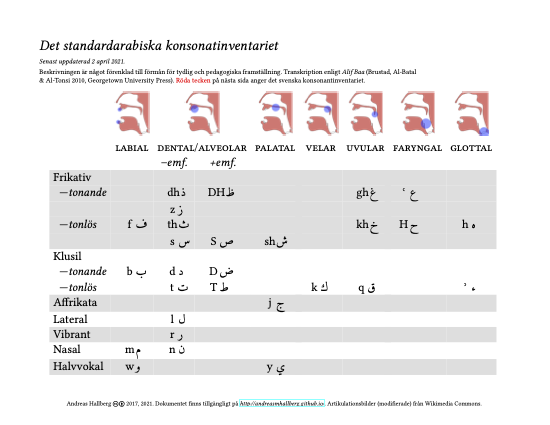 Det standardarabiska konsonatinventariet
Senast uppdaterad 2 april 2021.
Beskrivningen är något förenklad till förmån för tydlig och pedagogiska framställning. Transkription enligt Alif Baa (Brustad, Al-Batal
& Al-Tonsi 2010, Georgetown University Press). Röda tecken på nästa sida anger det svenska konsonantinventariet.
LABIAL DENTAL/ALVEOLAR PALATAL VELAR UVULAR FARYNGAL GLOTTAL
−emf. +emf.
Frikativ
—tonande dh ذ DH ظ gh غ ʿ ع
z ز
—tonlös f ف th ث kh خ H ح h ه
s س S ص sh ش
Klusil
—tonande b ب d د D ض
—tonlös t ت T ط k ك q ق ʾ ء
Affrikata j ج
Lateral l ل
Vibrant r ر
Nasal m م n ن
Halvvokal w و y ي
Andreas Hallberg 2017, 2021. Dokumentet finns tillgängligt på http://andreasmhallberg.github.io. Artikulationsbilder (modifierade) från Wikimedia Commons.